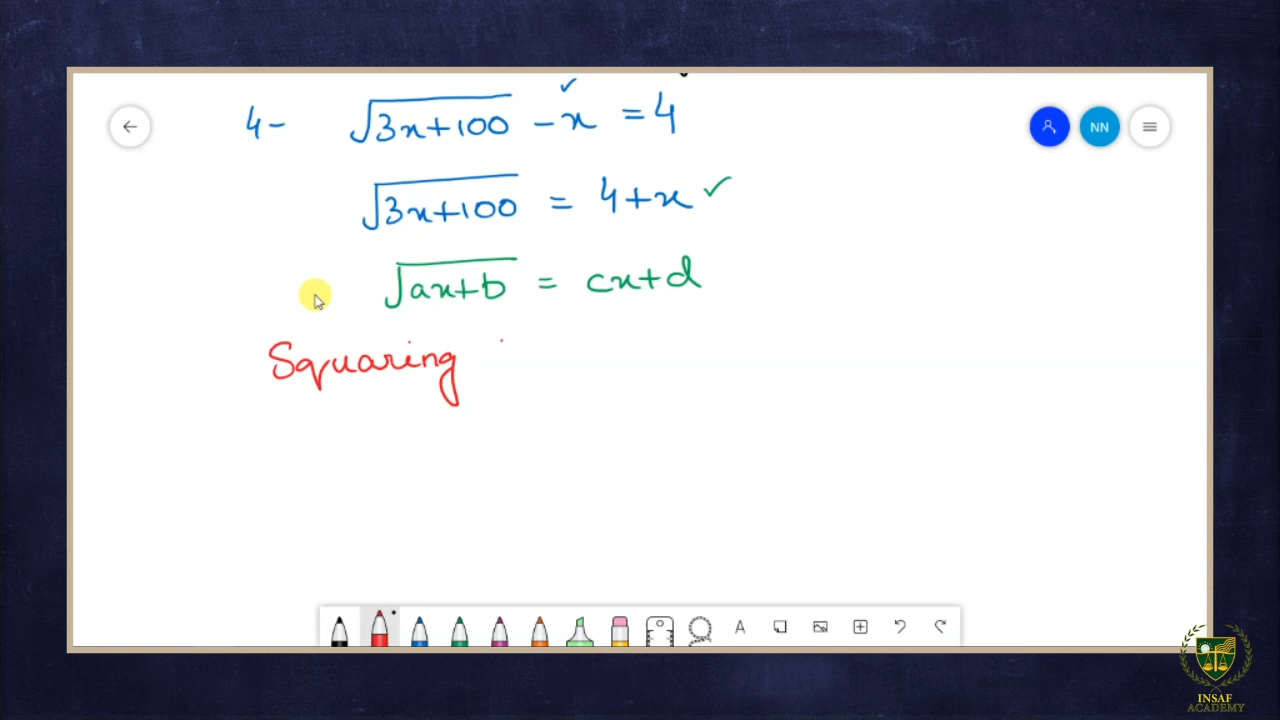 4- √3x+100 - x = 4
NN
√3x+100 = 4+x ✓
√ax+b = cx+d
Squaring
A
INSAF
ACADEMY